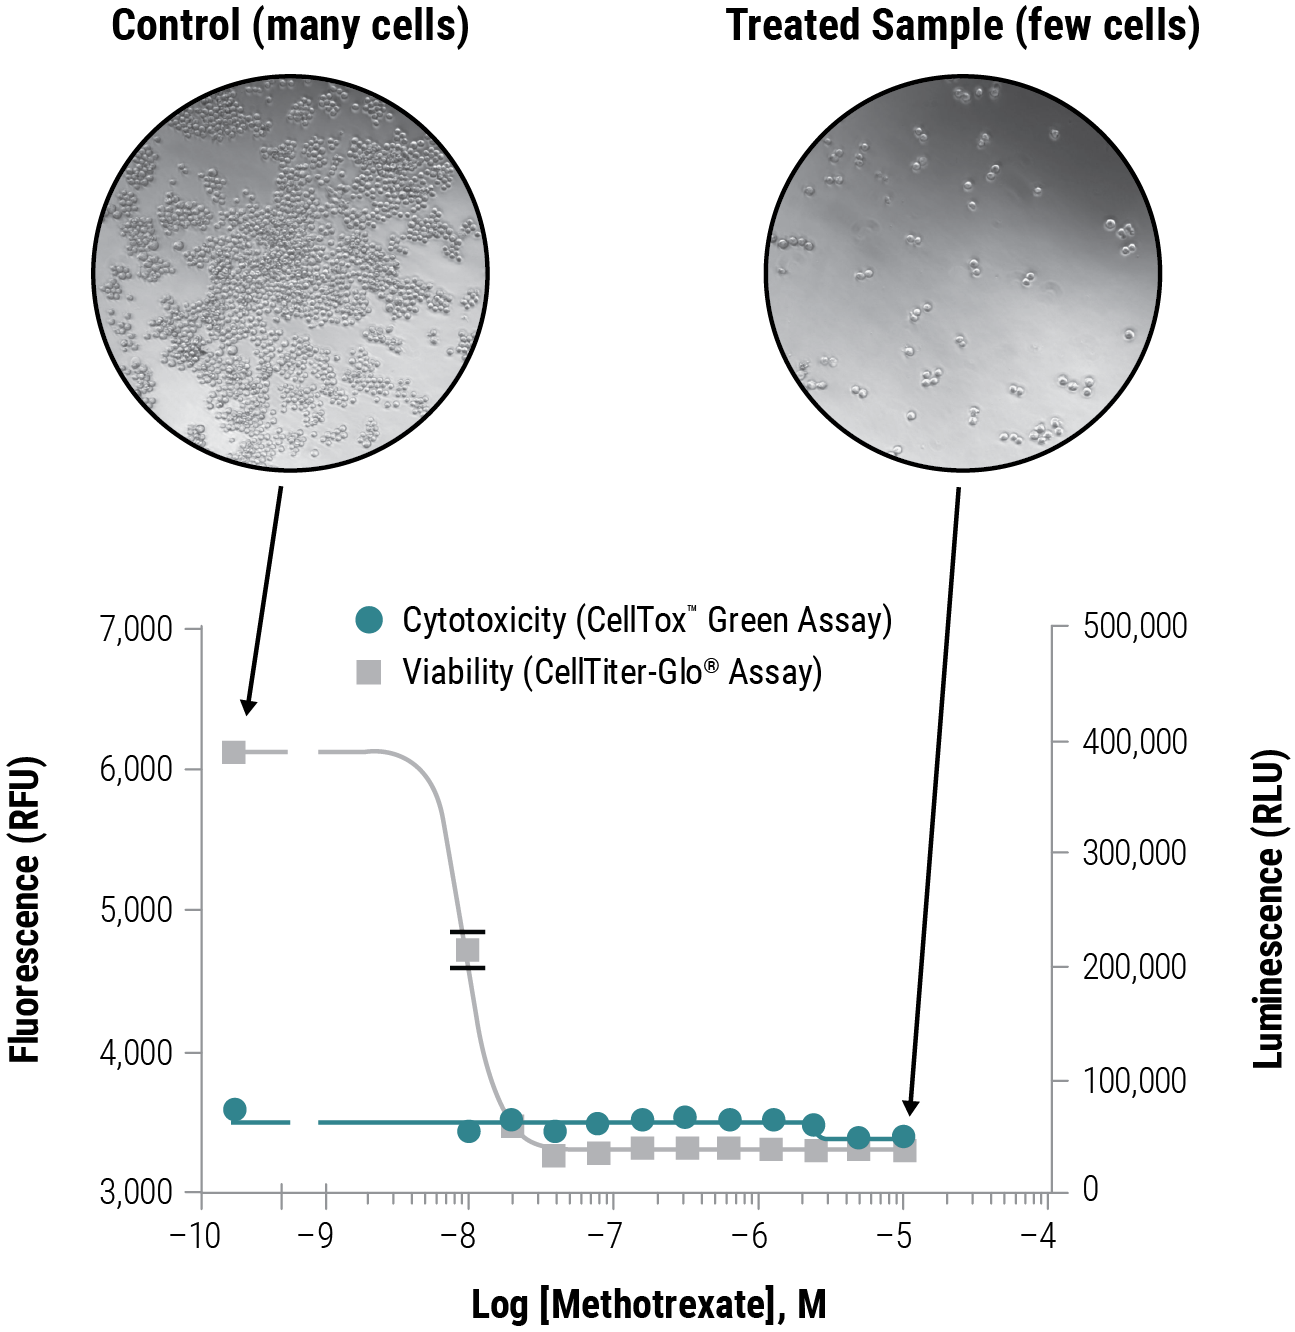 Control (many cells)
Treated Sample (few cells)
Cytotoxicity (CellTox™ Green Assay)
Viability (CellTiter-Glo® Assay)
Fluorescence (RFU)
7,000
6,000
5,000
4,000
3,000
500,000
400,000
300,000
200,000
100,000
0
Luminescence (RLU)
–10
–9
–8
–7
–6
–5
–4
Log [Methotrexate], M